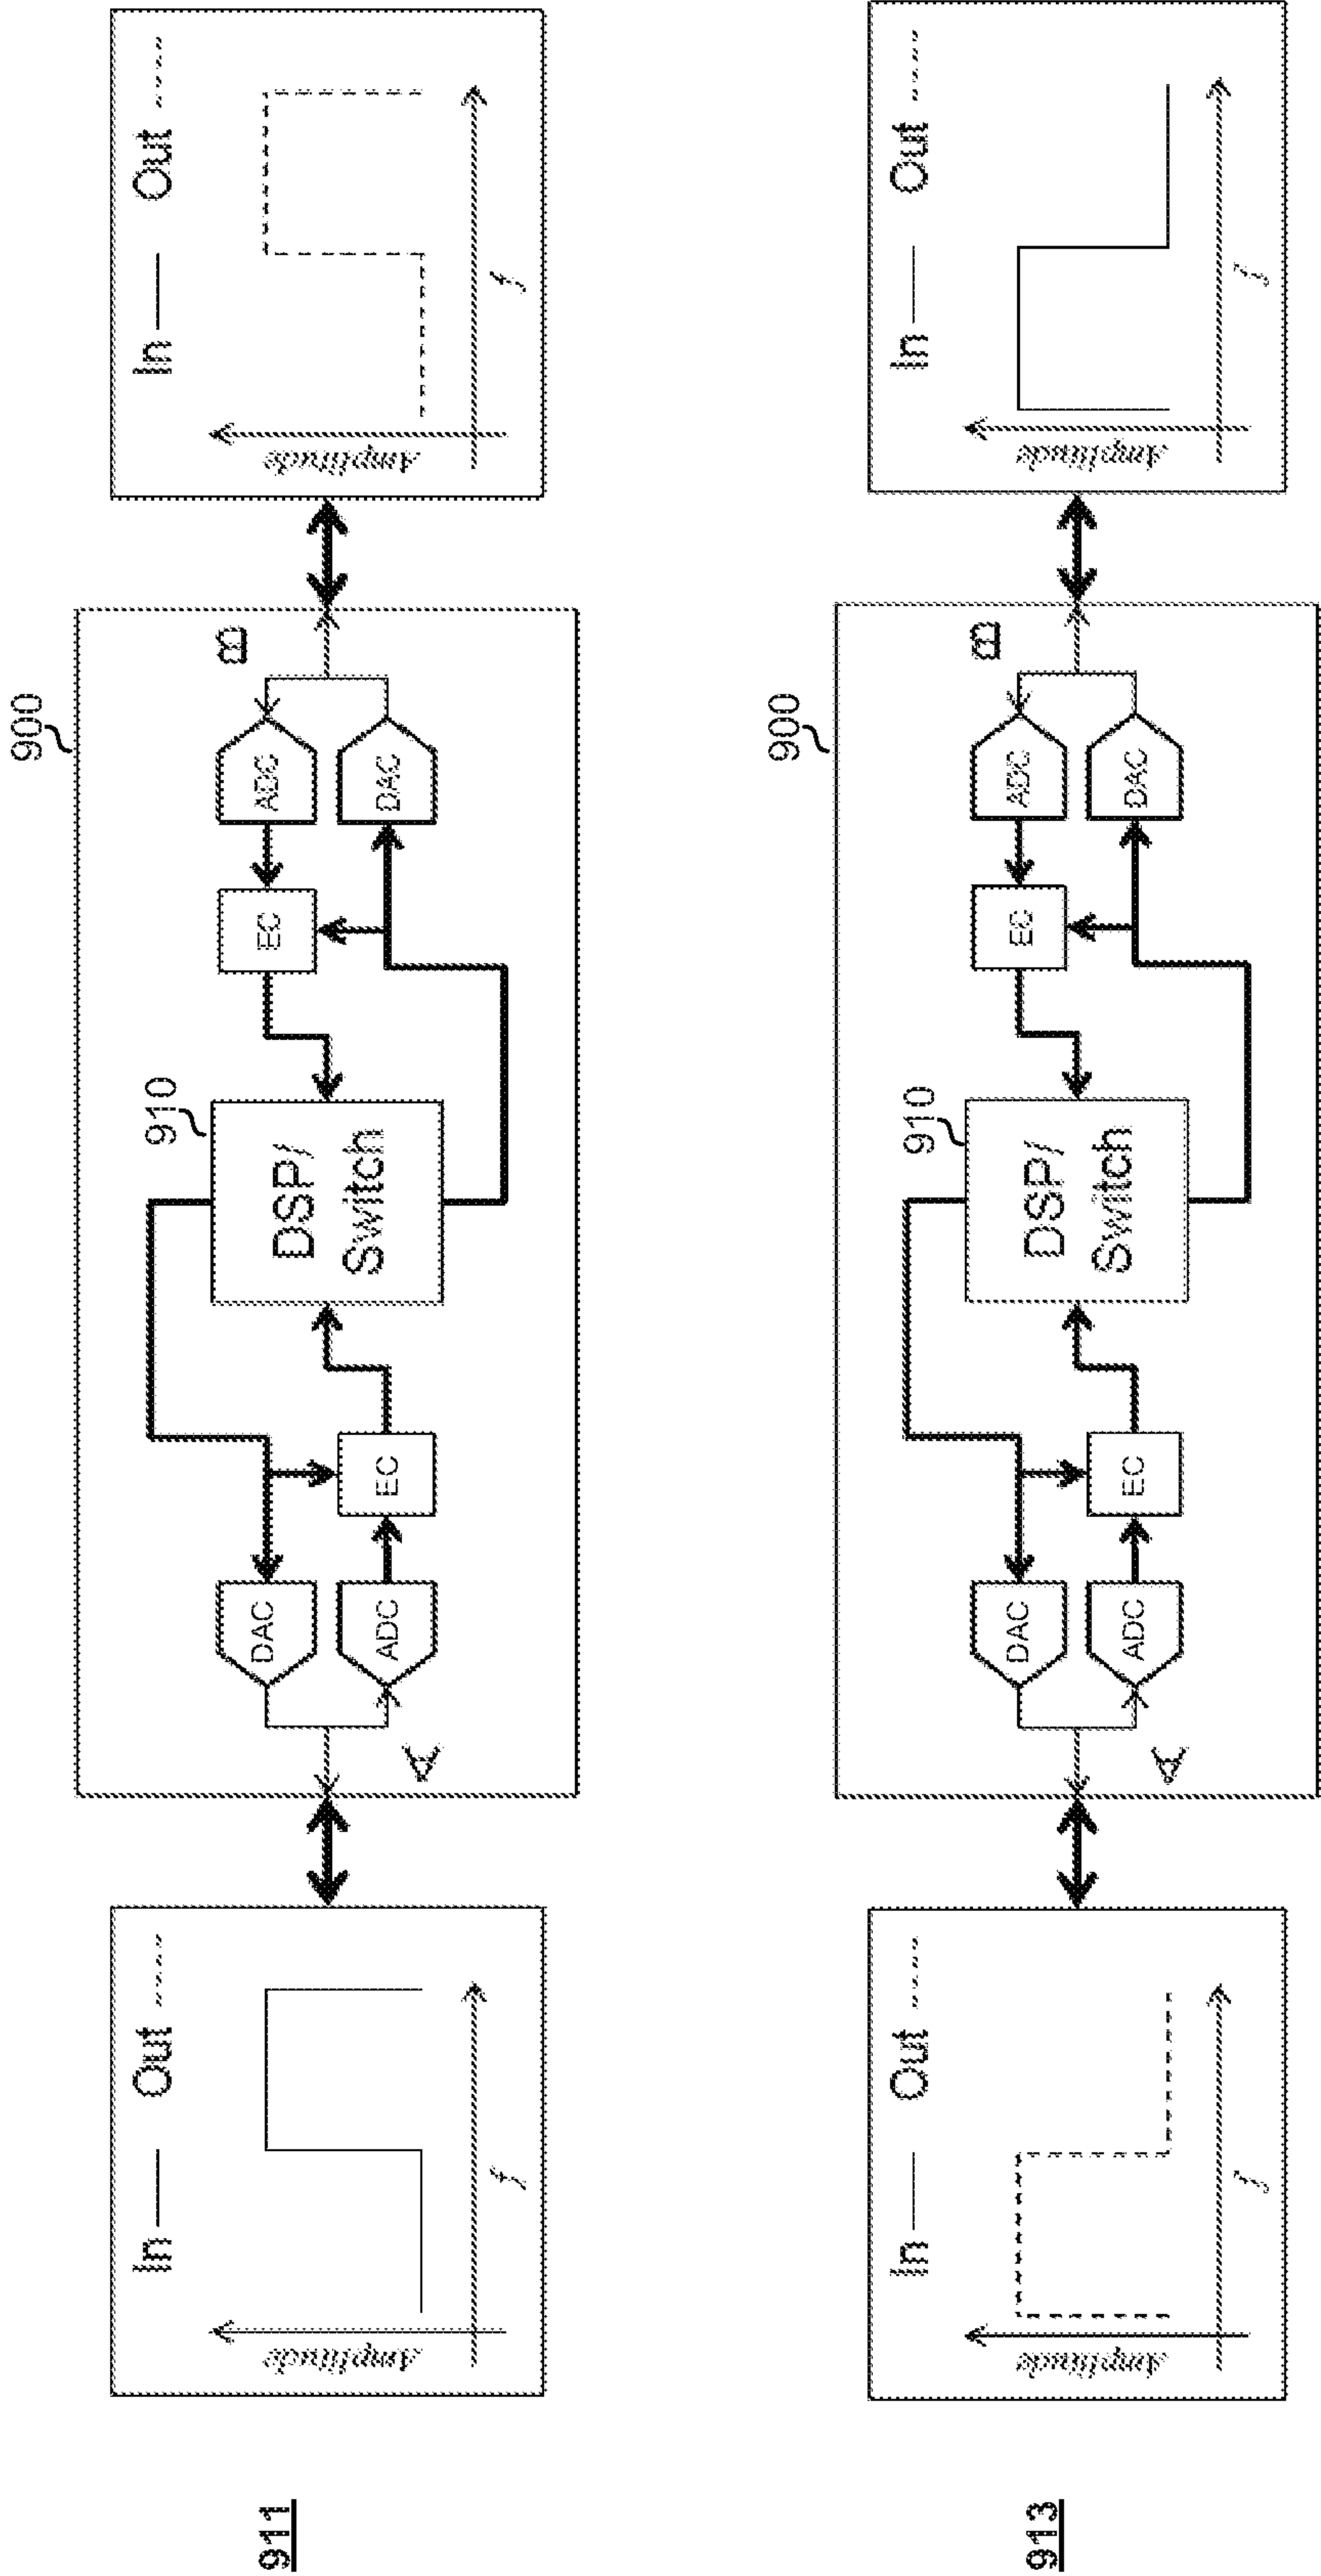 911
In Out
Amplitude
f
900
A
DAC
ADC
EC
910
DSP/
Switch
EC
ADC
DAC
B
In Out
Amplitude
f
913
In Out
Amplitude
f
900
A
DAC
ADC
EC
910
DSP/
Switch
EC
ADC
DAC
B
In Out
Amplitude
f